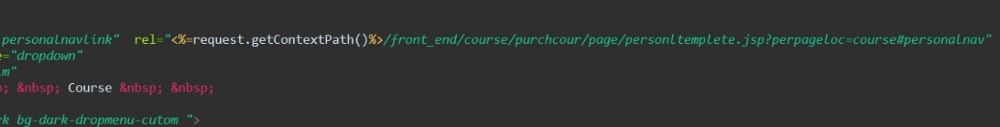 personalnavlink"  rel="<%=request.getContextPath()%>/front_end/course/purchcour/page/personltemplete.jsp?perpageloc=course#personalnav"
="dropdown"
m"
; &nbsp; Course &nbsp; &nbsp;
rk bg-dark-dropmenu-cutom ">